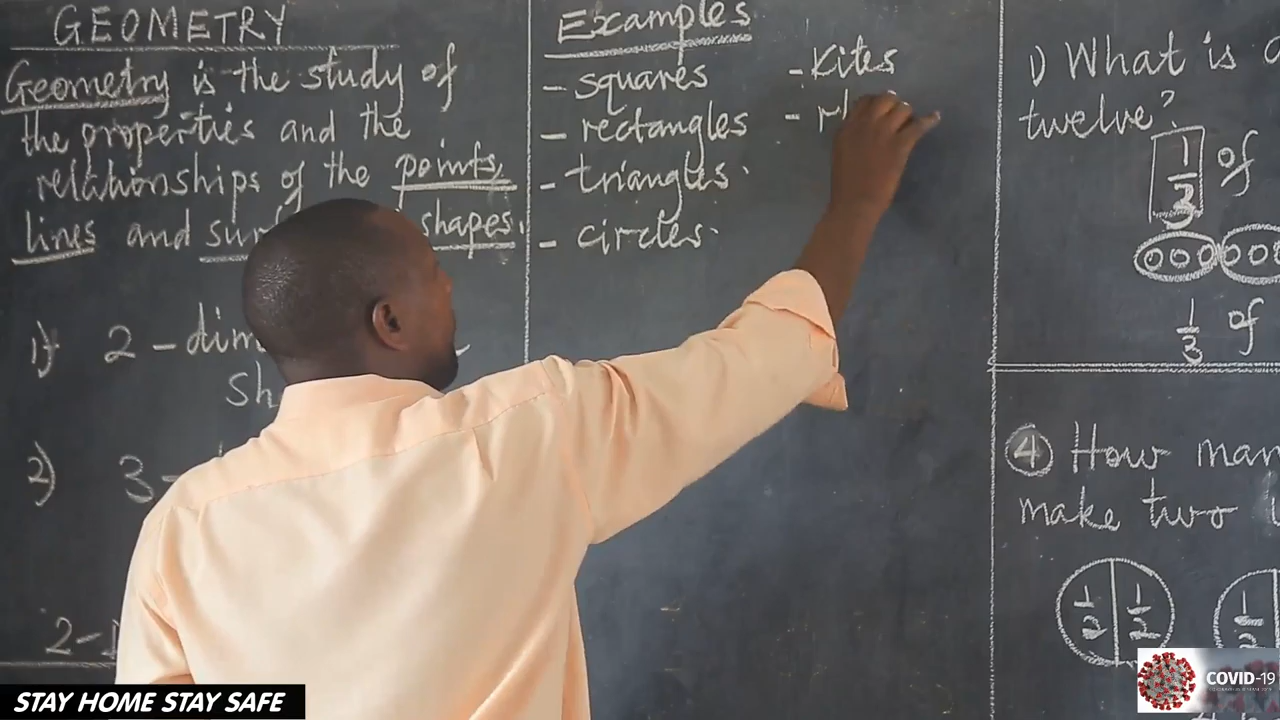 GEOMETRY
Geometry is the study of
the properties and the
relationships of the points,
lines and shapes.
1) 2-dim
Sh
2) 3-
2-
Examples
- squares
- rectangles
- triangles.
- circles.
- Kites
- rh
1) What is
twelve?
1/3 of
000 000
1/3 of
4 How man
make two
1/2 1/2 1/2
STAY HOME STAY SAFE
COVID-19